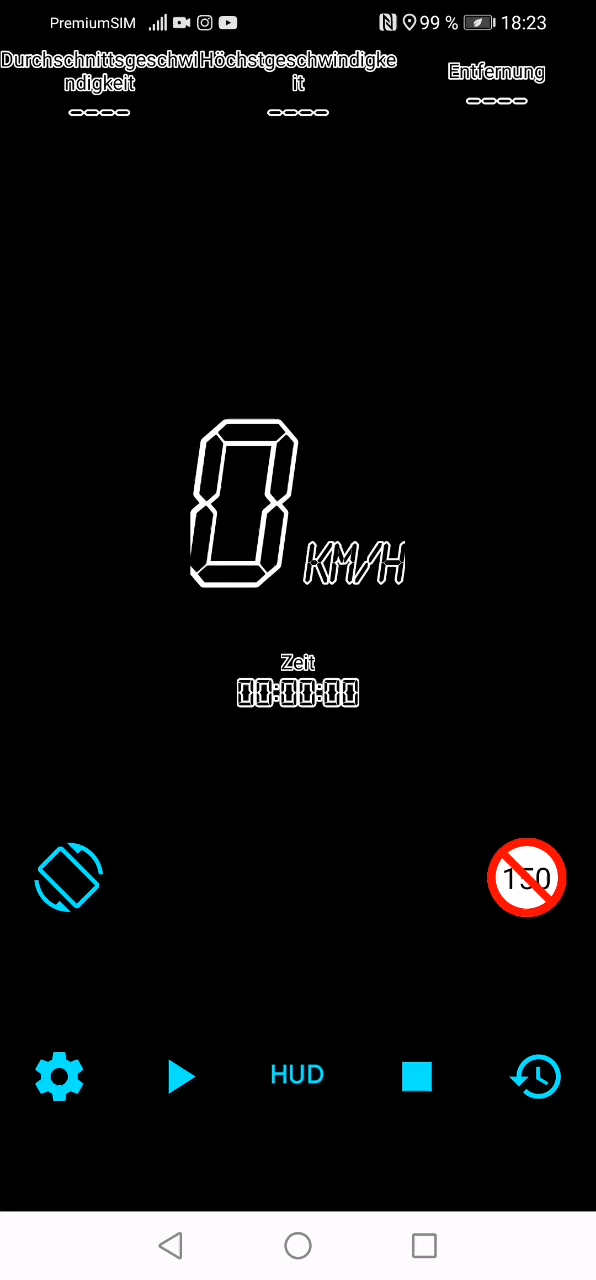 PremiumSIM 99 % 18:23
Durchschnittsgeschwi
ndigkeit
Höchstgeschwindigke
it
Entfernung
----
----
----
0 KM/H
Zeit
00:00:00
150
HUD